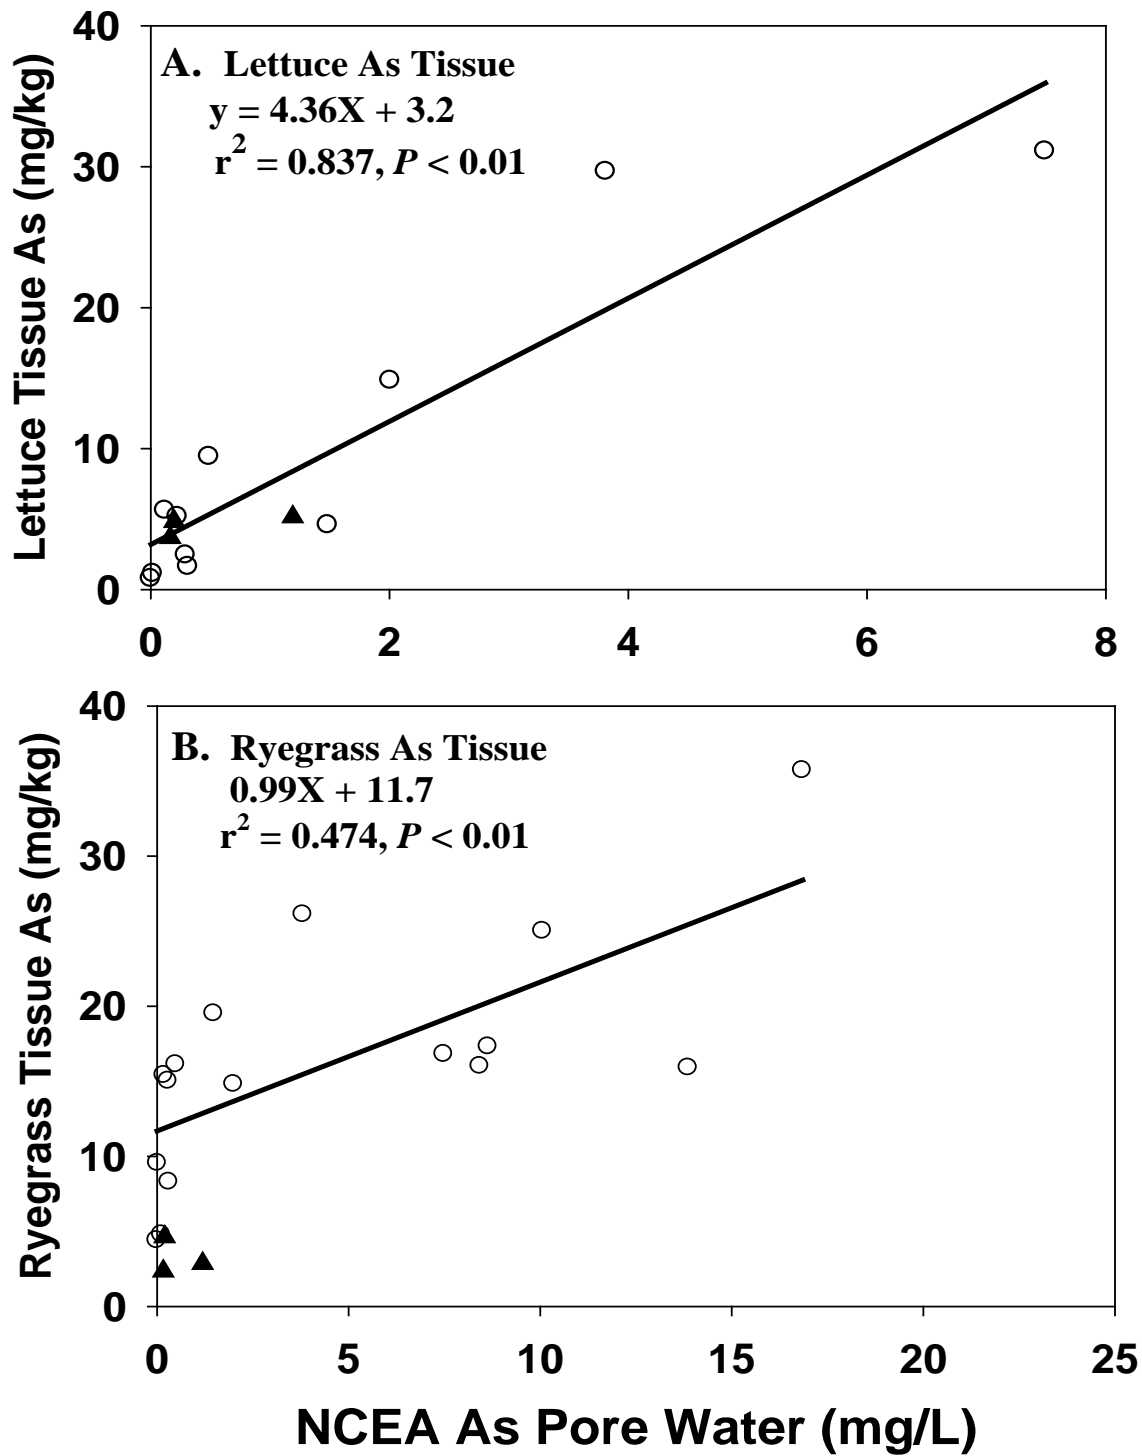 A. Lettuce As Tissue
y = 4.36X + 3.2
r² = 0.837, P < 0.01
Lettuce Tissue As (mg/kg)
40
30
20
10
0
0 2 4 6 8
B. Ryegrass As Tissue
0.99X + 11.7
r² = 0.474, P < 0.01
Ryegrass Tissue As (mg/kg)
40
30
20
10
0
0 5 10 15 20 25
NCEA As Pore Water (mg/L)